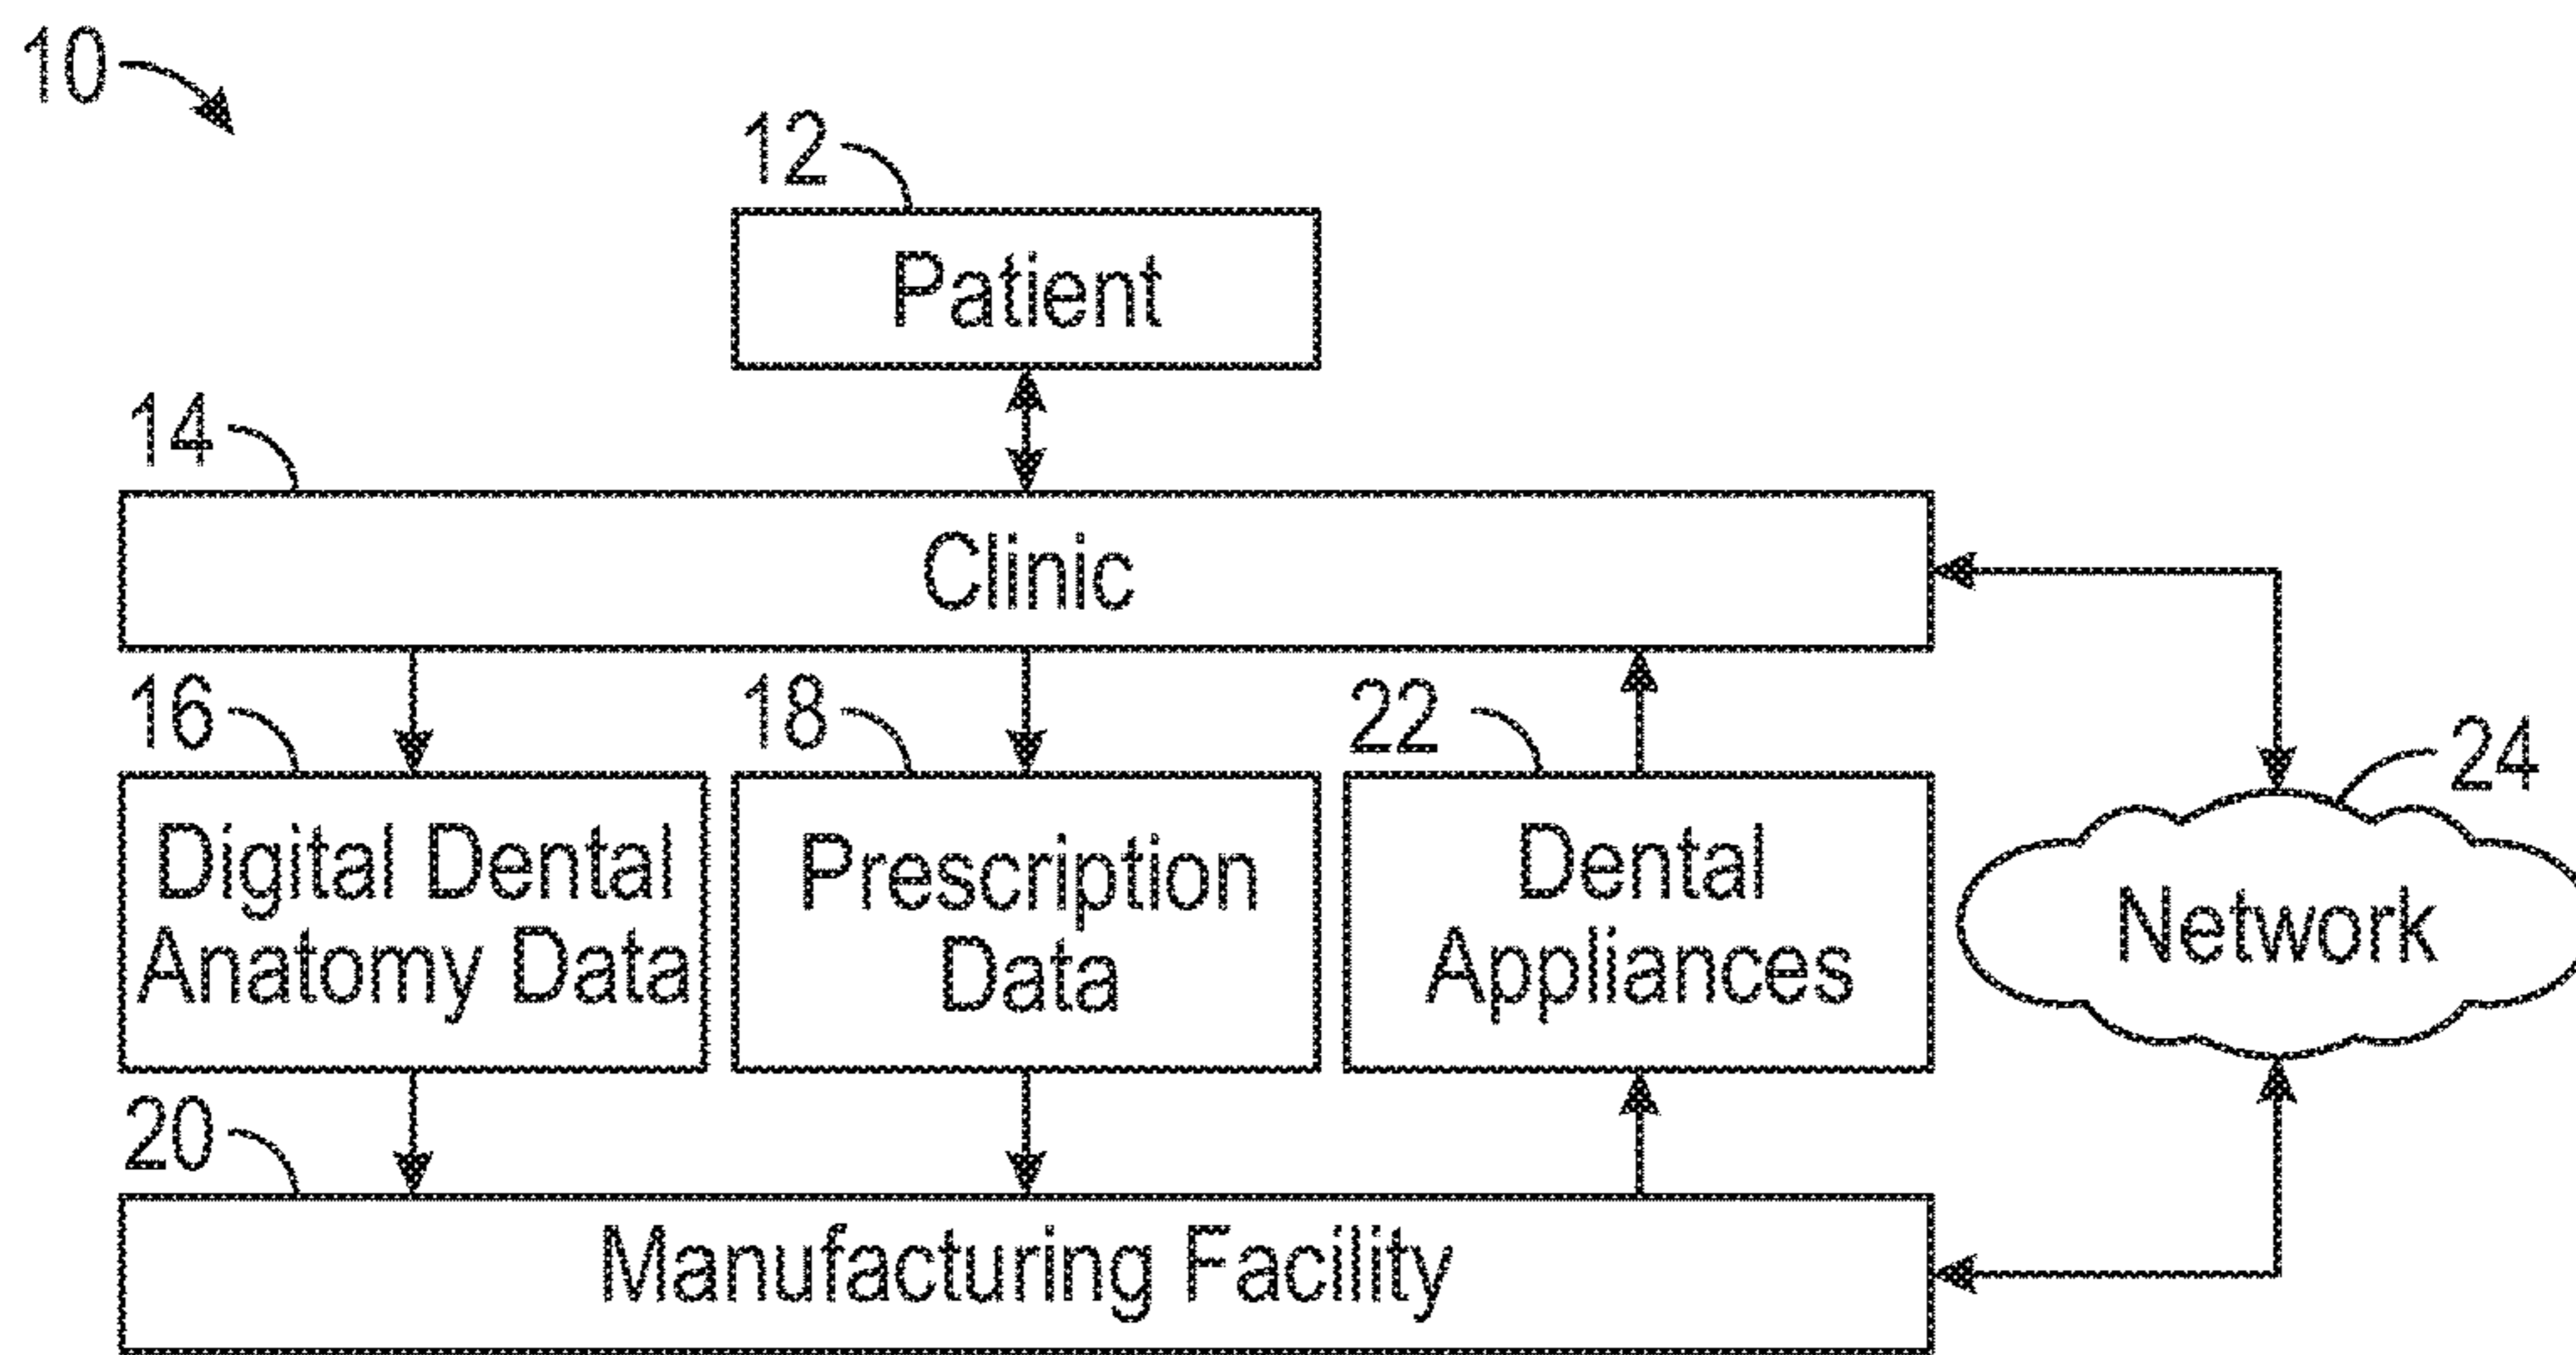 10
12
Patient
14
Clinic
16
18
22
24
Digital Dental
Anatomy Data
Prescription
Data
Dental
Appliances
Network
20
Manufacturing Facility